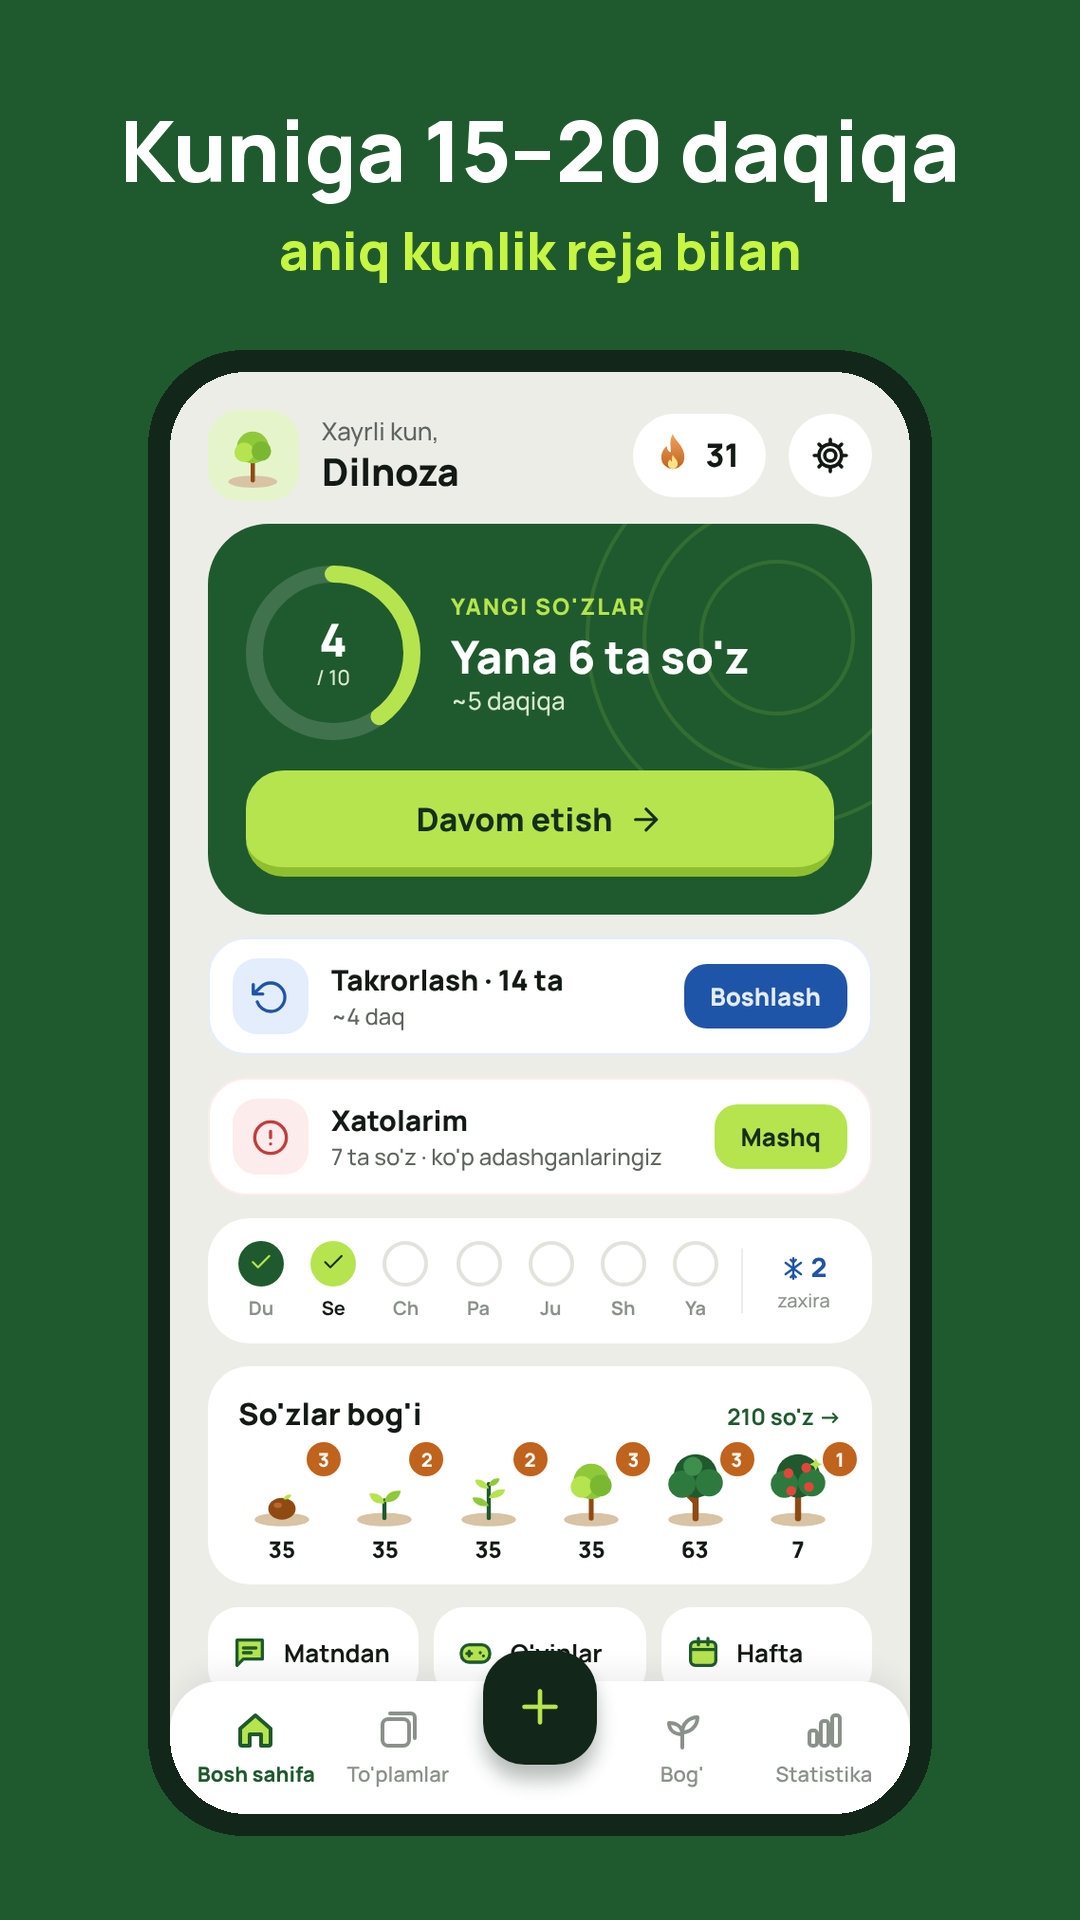 Kuniga 15–20 daqiqa
aniq kunlik reja bilan
Xayrli kun,
Dilnoza
31
4
/ 10
YANGI SO'ZLAR
Yana 6 ta so'z
~5 daqiqa
Davom etish →
Takrorlash · 14 ta
~4 daq
Boshlash
Xatolarim
7 ta so'z · ko'p adashganlaringiz
Mashq
Du Se Ch Pa Ju Sh Ya
2
zaxira
So'zlar bog'i
210 so'z →
3 2 2 3 3 1
35 35 35 35 63 7
Matndan
Hafta
Bosh sahifa To'plamlar Bog' Statistika